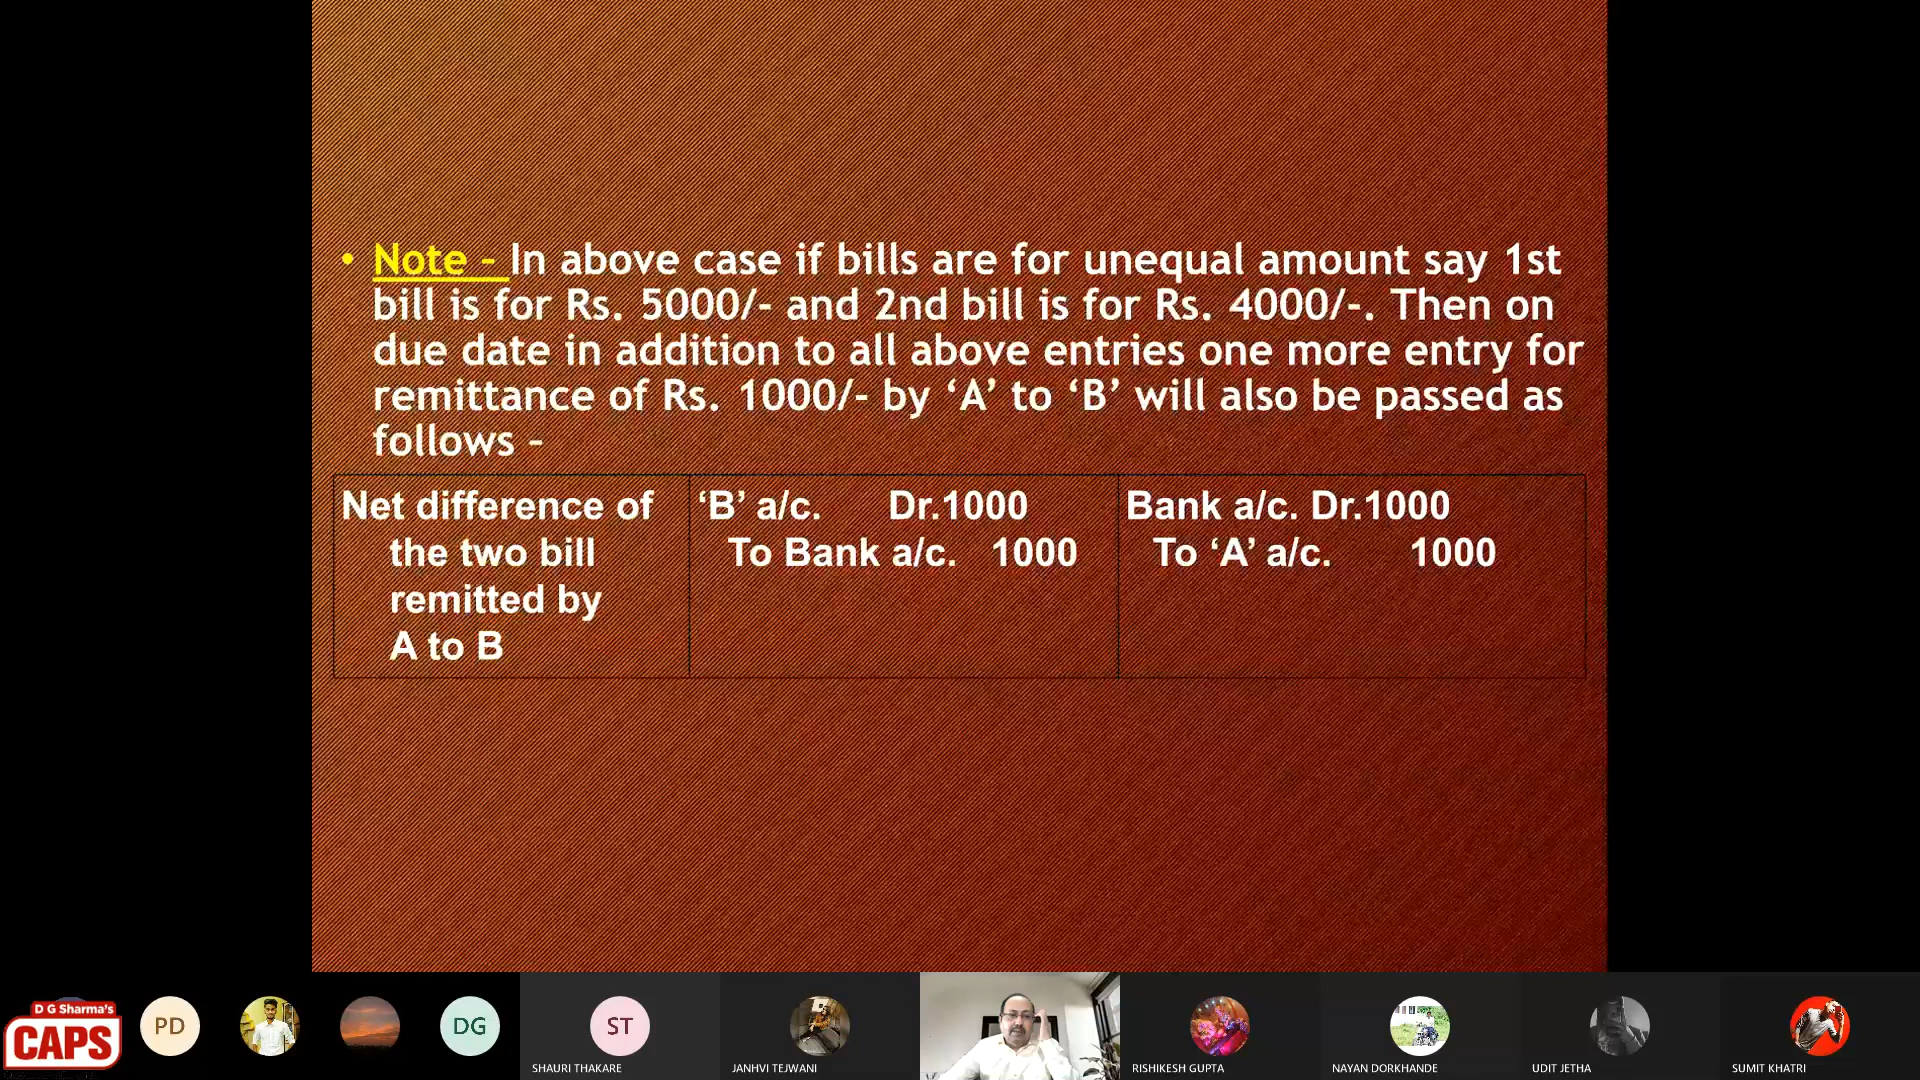 • Note – In above case if bills are for unequal amount say 1st
bill is for Rs. 5000/- and 2nd bill is for Rs. 4000/-. Then on
due date in addition to all above entries one more entry for
remittance of Rs. 1000/- by ‘A’ to ‘B’ will also be passed as
follows –
Net difference of
the two bill
remitted by
A to B
‘B’ a/c. Dr.1000
To Bank a/c. 1000
Bank a/c. Dr.1000
To ‘A’ a/c. 1000
D G Sharma's
CAPS
PD
DG
ST
SHAURI THAKARE
JANHVI TEJWANI
RISHIKESH GUPTA
NAYAN DORKHANDE
UDIT JETHA
SUMIT KHATRI